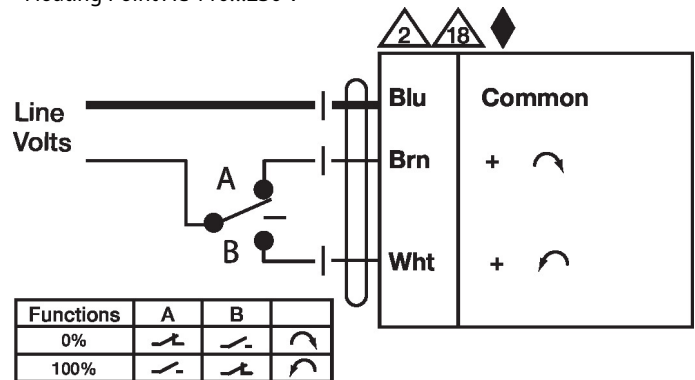 2 18
Line
Volts
Blu Common
Brn +
Wht +
A
B
Functions A B
0%
100%